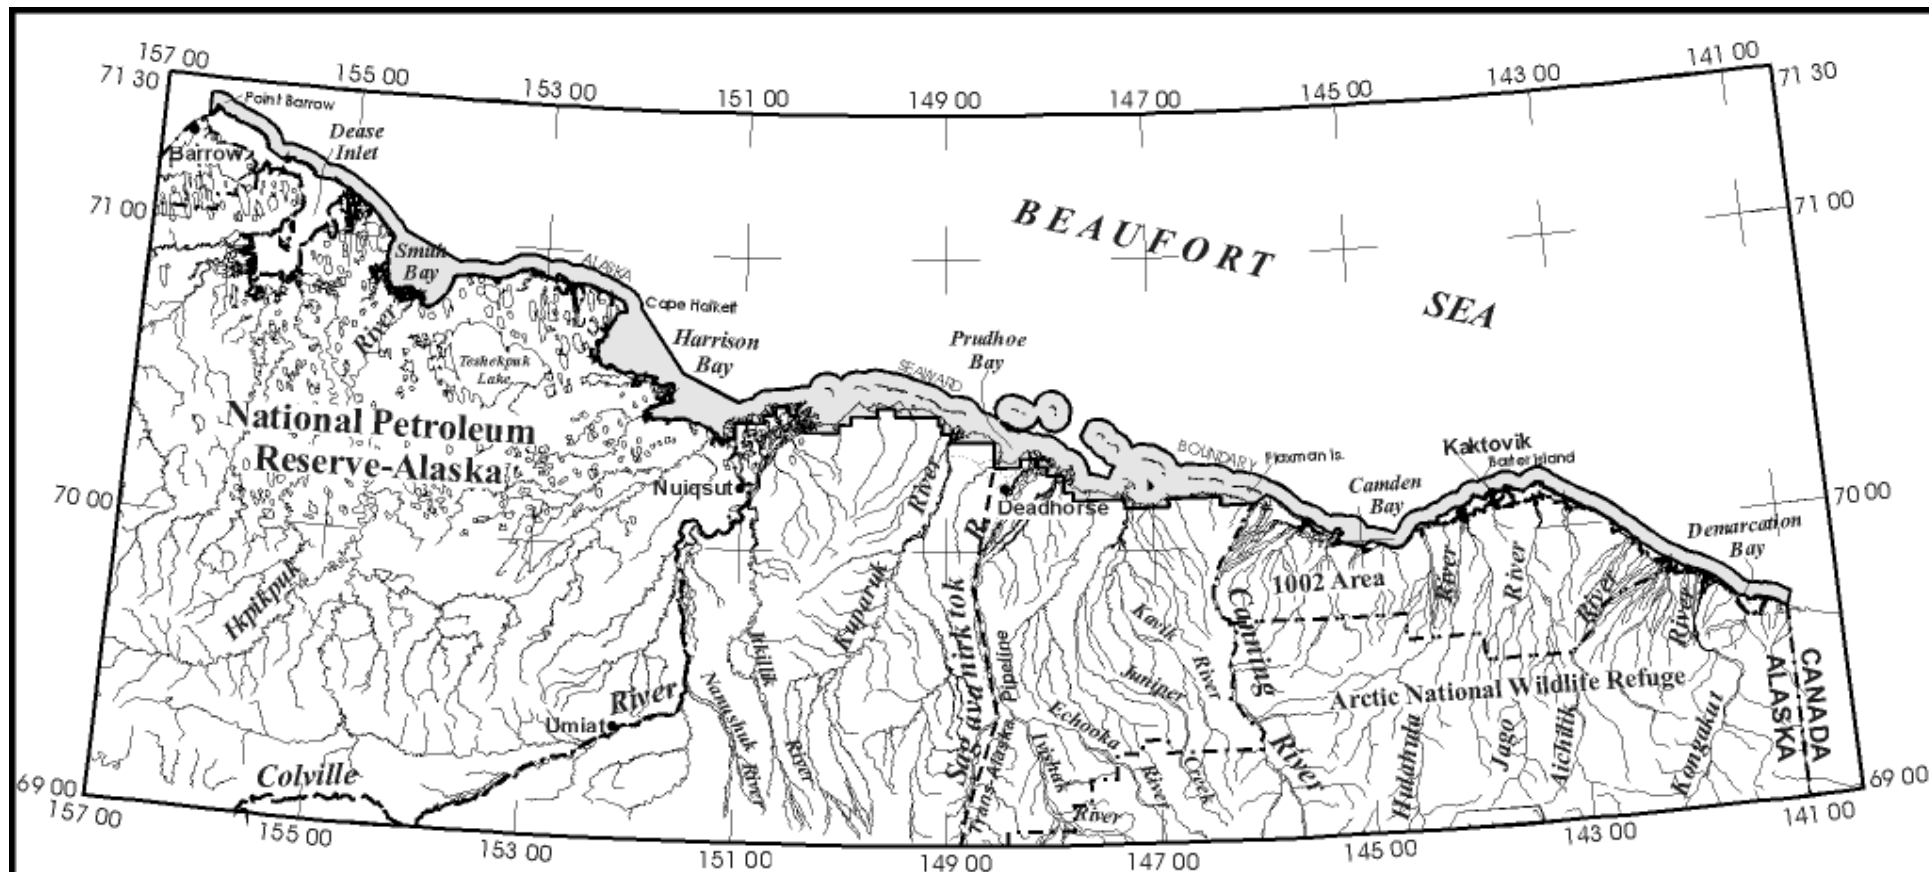 157 00
155 00
153 00
151 00
149 00
147 00
145 00
143 00
141 00
71 30
71 30
Point Barrow
Dease
Inlet
Barrow
71 00
71 00
BEAUFORT
SEA
Smith
Bay
ALASKA
Cape Halkett
River
Harrison
Bay
Teshekpuk
Lake
Prudhoe
Bay
SEAWARD
BOUNDARY
Flaxman Is.
Kaktovik
Barter Island
Camden
Bay
Demarcation
Bay
National Petroleum
Reserve-Alaska
70 00
70 00
Nuiqsut
Deadhorse
River
R.
Ikpikpuk
Kuparuk
Sagavanirktok
1002 Area
River
River
River
River
Canning
River
Kavik
River
Juniper
Creek
Itkillik
River
Nanushuk
River
River
Umiat
Colville
Trans-Alaska Pipeline
Echooka
River
Ivishak
River
Arctic National Wildlife Refuge
Hulahula
Jago
Aichilik
Kongakut
ALASKA
CANADA
69 00
69 00
157 00
155 00
153 00
151 00
149 00
147 00
145 00
143 00
141 00